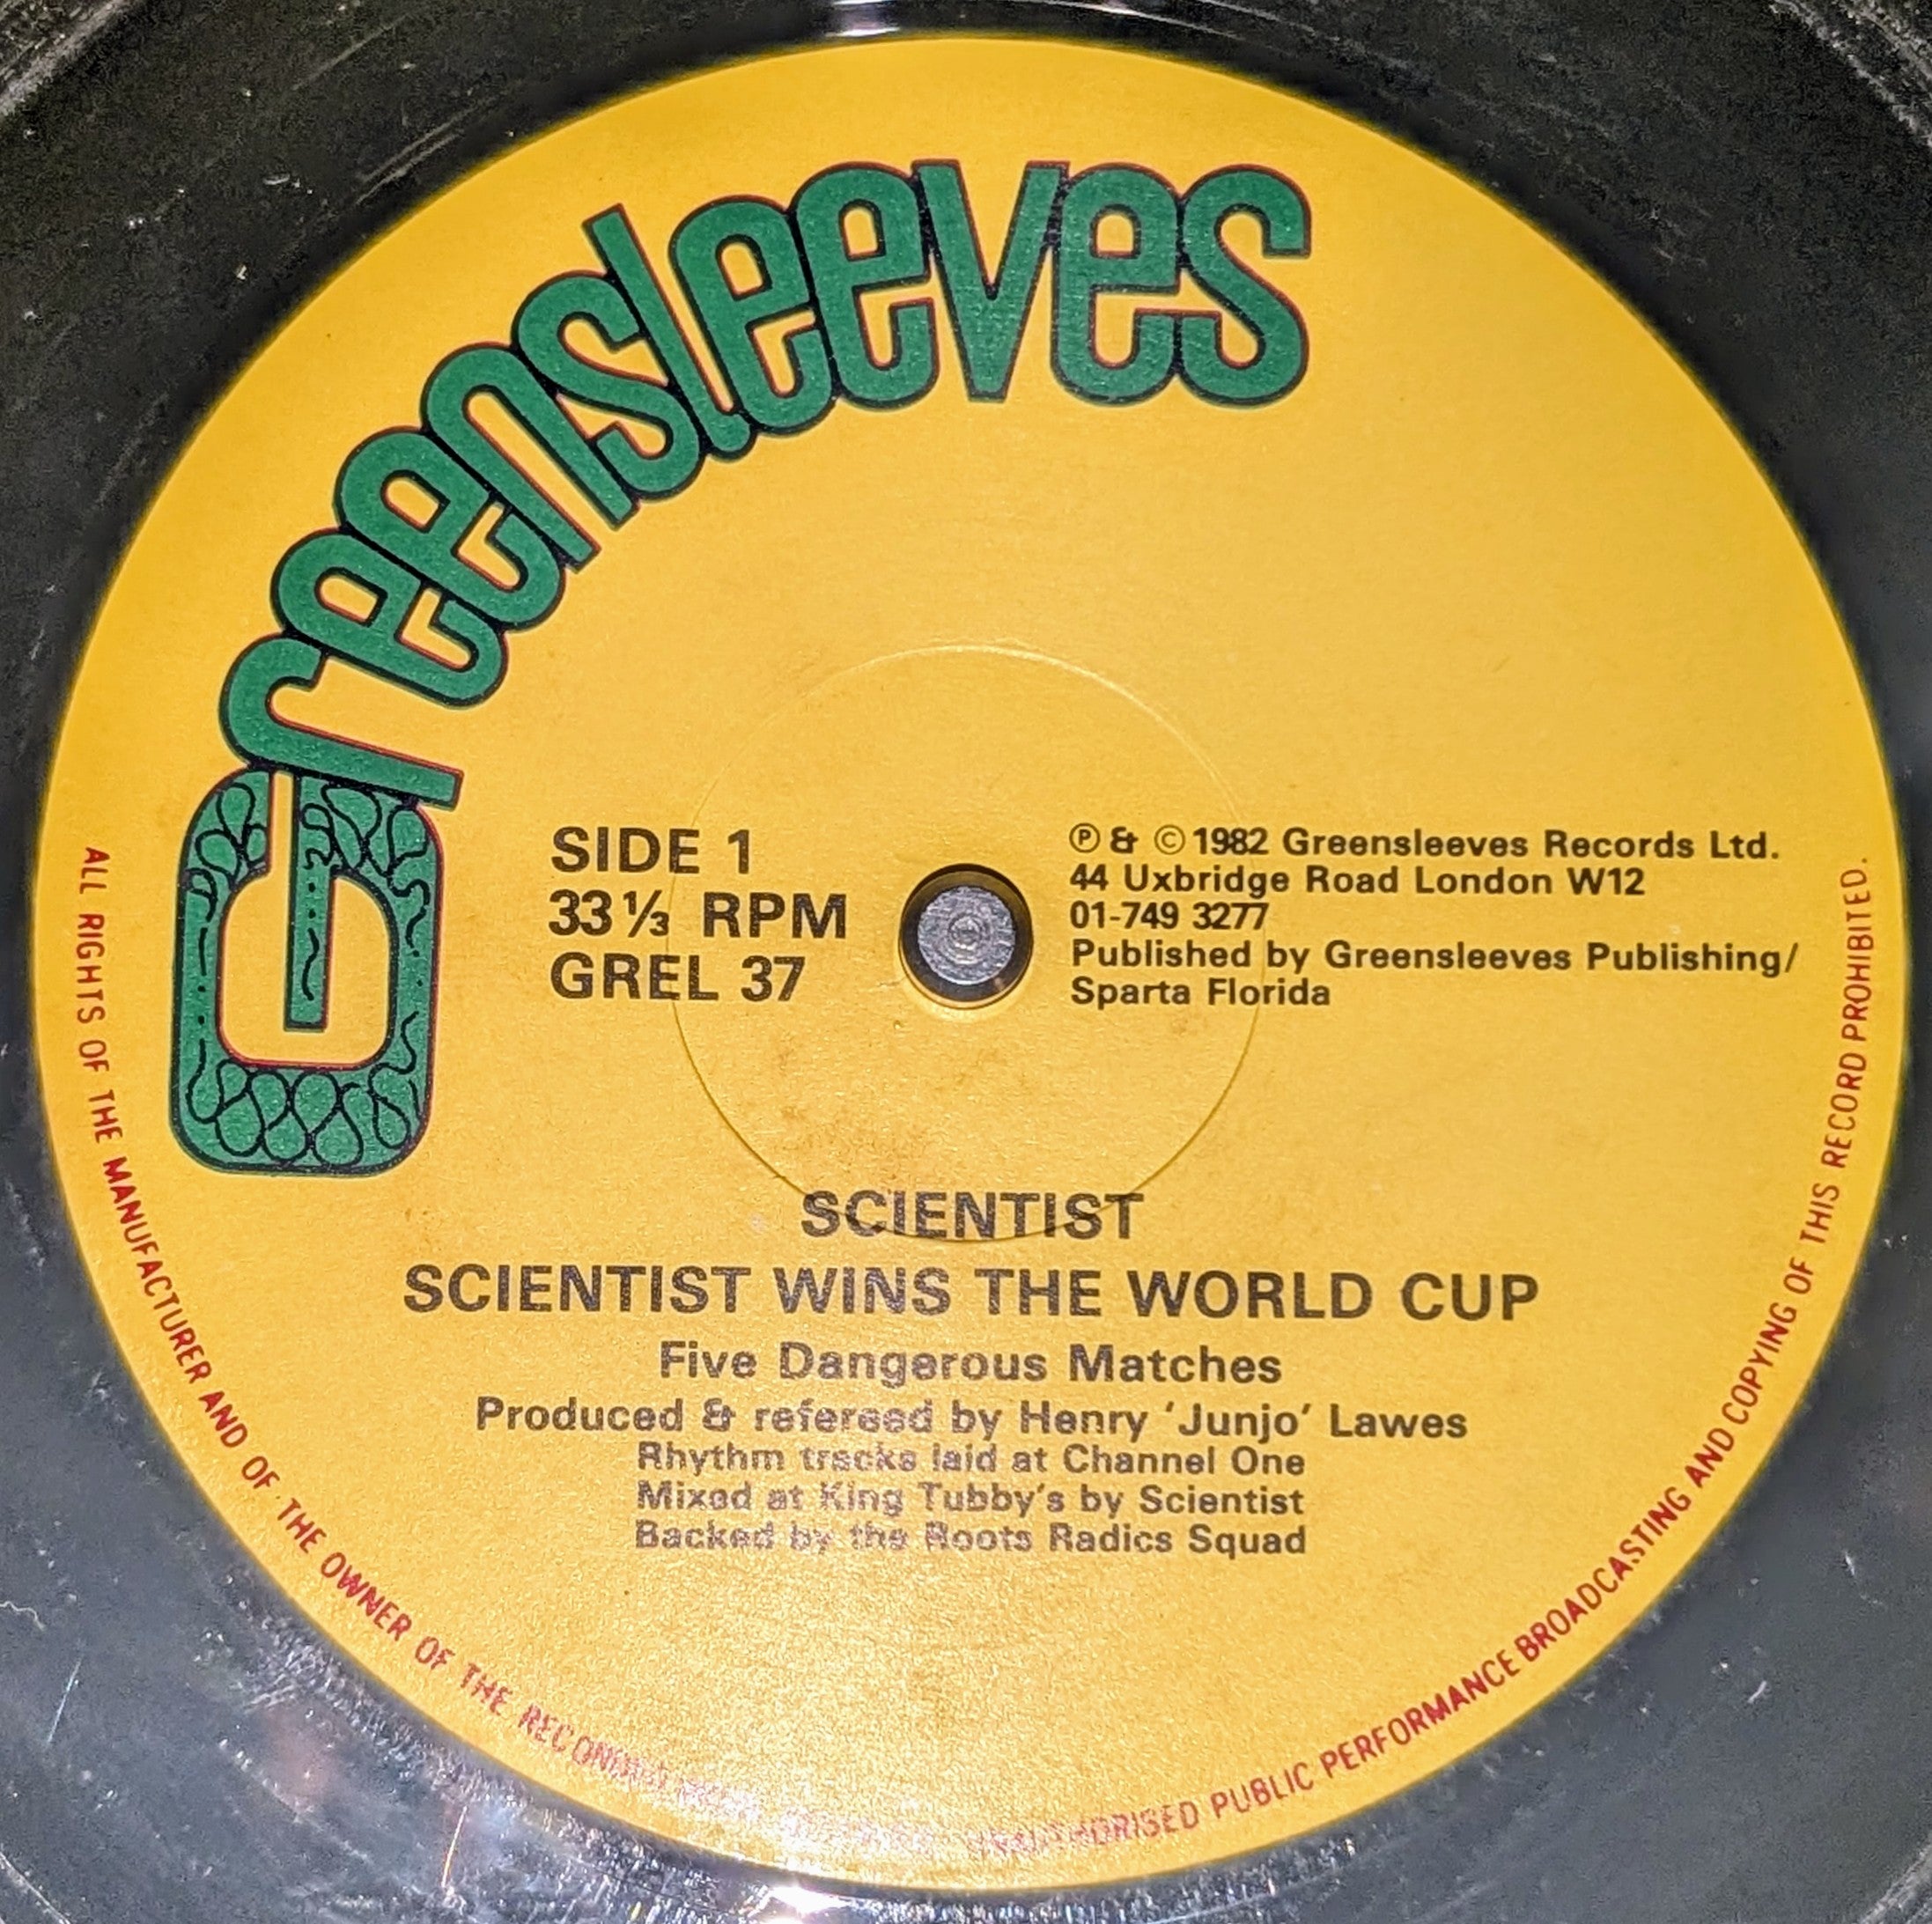 Greensleeves
SIDE 1
33⅓ RPM
GREL 37
℗ & © 1982 Greensleeves Records Ltd.
44 Uxbridge Road London W12
01-749 3277
Published by Greensleeves Publishing/
Sparta Florida
SCIENTIST
SCIENTIST WINS THE WORLD CUP
Five Dangerous Matches
Produced & refereed by Henry ‘Junjo’ Lawes
Rhythm tracks laid at Channel One
Mixed at King Tubby's by Scientist
Backed by the Roots Radics Squad
ALL RIGHTS OF THE MANUFACTURER AND OF THE OWNER OF THE RECORDED UNAUTHORISED PUBLIC PERFORMANCE BROADCASTING AND COPYING OF THIS RECORD PROHIBITED.